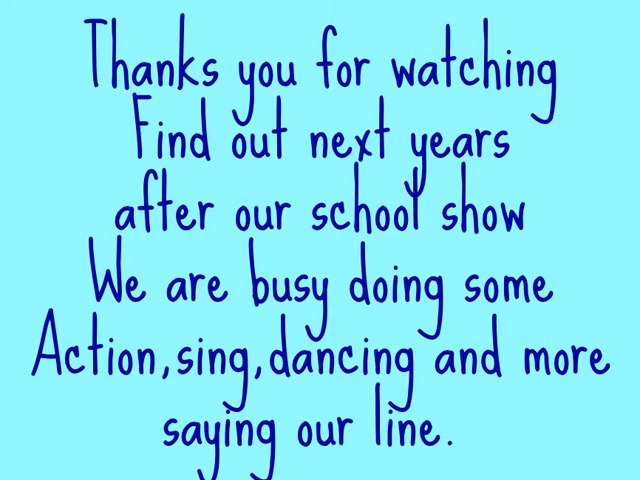 Thanks you for watching
Find out next years
after our school show
We are busy doing some
Action,sing,dancing and more
saying our line.